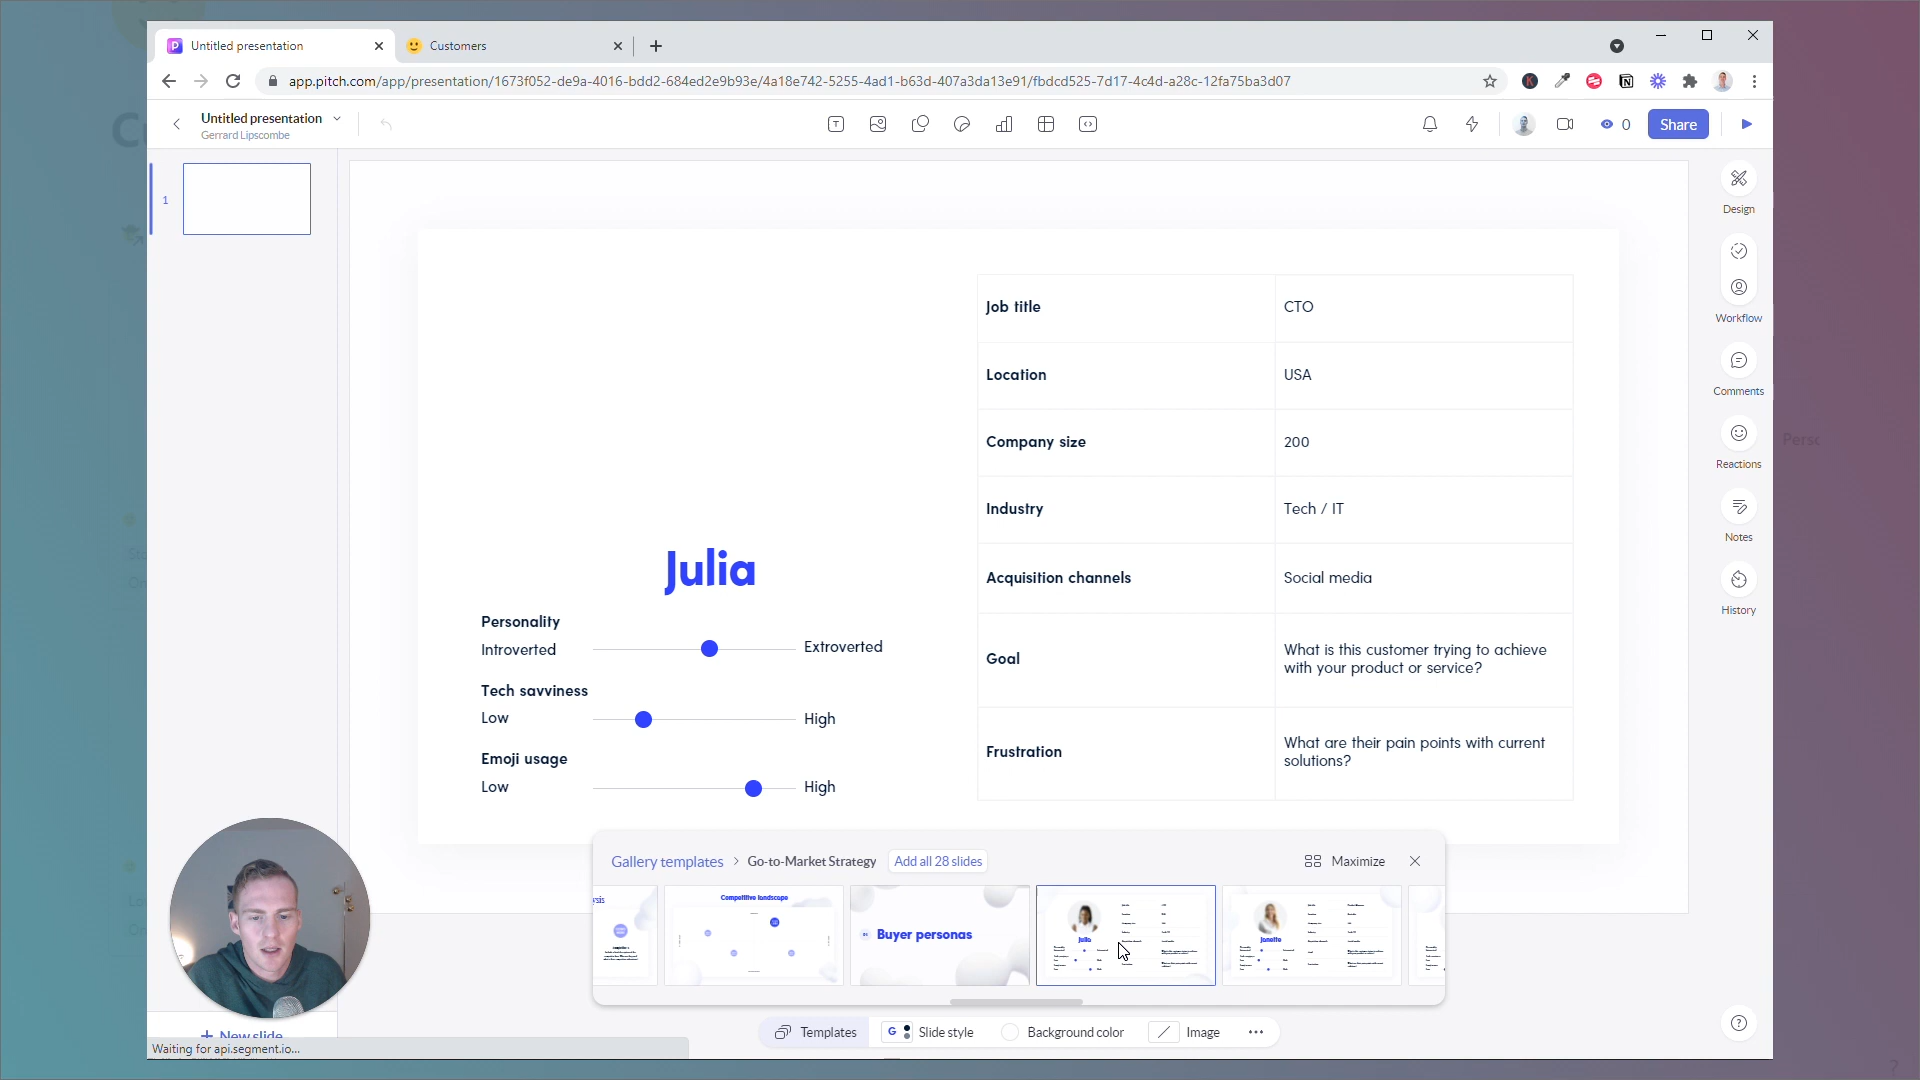 Untitled presentation
Customers
app.pitch.com/app/presentation/1673f052-de9a-4016-bdd2-684ed2e9b93e/4a18e742-5255-4ad1-b63d-407a3da13e91/fbdcd525-7d17-4c4d-a28c-12fa75ba3d07
Untitled presentation
Gerrard Lipscombe
0
Share
1
Design
Workflow
Comments
Reactions
Notes
History
Julia
Personality
Introverted
Extroverted
Tech savviness
Low
High
Emoji usage
Low
High
Job title
CTO
Location
USA
Company size
200
Industry
Tech / IT
Acquisition channels
Social media
Goal
What is this customer trying to achieve
with your product or service?
Frustration
What are their pain points with current
solutions?
Gallery templates > Go-to-Market Strategy
Add all 28 slides
Maximize
Competitive landscape
Buyer personas
Julia
Janette
+ New slide
Templates
G
Slide style
Background color
Image
Waiting for api.segment.io...